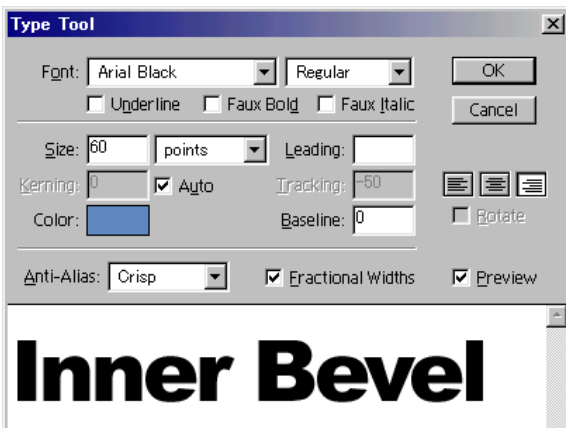 Type Tool
Font: Arial Black Regular OK
Underline Faux Bold Faux Italic Cancel
Size: 60 points Leading:
Kerning: 0 Auto Tracking: -50
Color: Baseline: 0 Rotate
Anti-Alias: Crisp Fractional Widths Preview
Inner Bevel